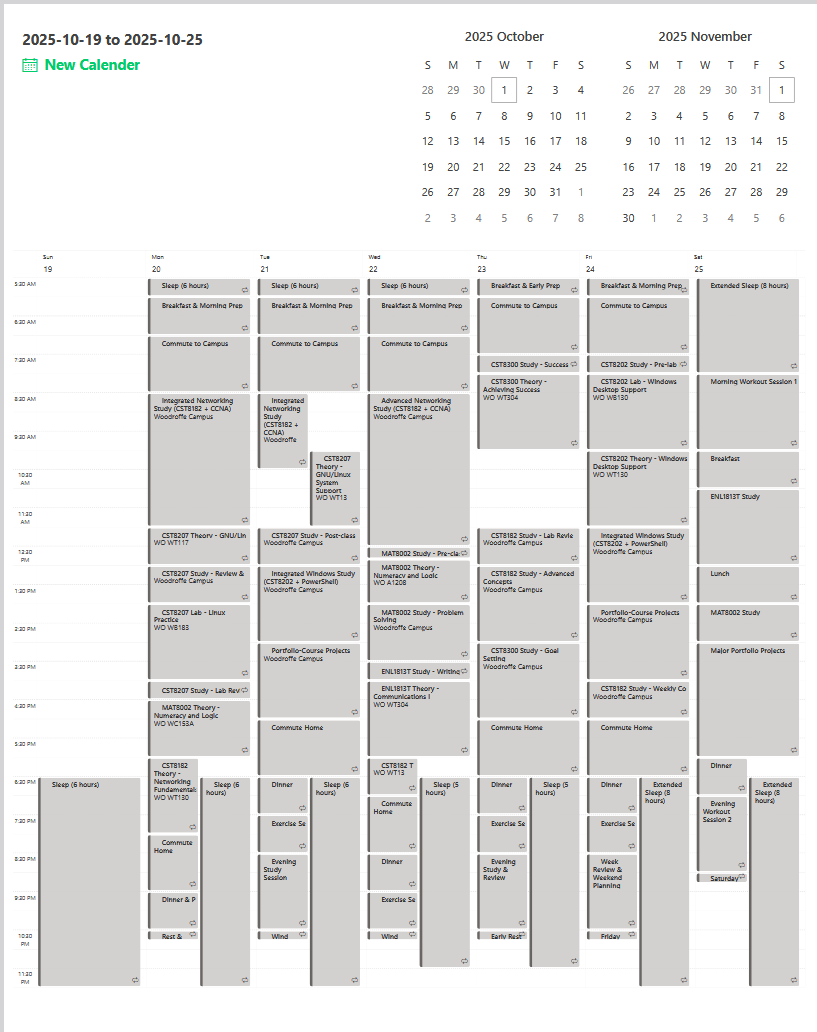 2025-10-19 to 2025-10-25
New Calender
2025 October
S M T W T F S
28 29 30 1 2 3 4
5 6 7 8 9 10 11
12 13 14 15 16 17 18
19 20 21 22 23 24 25
26 27 28 29 30 31 1
2 3 4 5 6 7 8
2025 November
S M T W T F S
26 27 28 29 30 31 1
2 3 4 5 6 7 8
9 10 11 12 13 14 15
16 17 18 19 20 21 22
23 24 25 26 27 28 29
30 1 2 3 4 5 6
Sun
19
Mon
20
Tue
21
Wed
22
Thu
23
Fri
24
Sat
25
5:30 AM
6:30 AM
7:30 AM
8:30 AM
9:30 AM
10:30
AM
11:30
AM
12:30
PM
1:30 PM
2:30 PM
3:30 PM
4:30 PM
5:30 PM
6:30 PM
7:30 PM
8:30 PM
9:30 PM
10:30
PM
11:30
PM
Sleep (6 hours)
Sleep (6 hours)
Breakfast & Morning Prep
Commute to Campus
Integrated Networking
Study (CST8182 + CCNA)
Woodroffe Campus
CST8207 Theory - GNU/Lin
WO WT117
CST8207 Study - Review &
Woodroffe Campus
CST8207 Lab - Linux
Practice
WO WB183
CST8207 Study - Lab Rev
MAT8002 Theory -
Numeracy and Logic
WO WC153A
CST8182
Theory -
Networking
Fundamentals
WO WT130
Commute
Home
Dinner & P
Rest &
Sleep (6
hours)
Sleep (6 hours)
Breakfast & Morning Prep
Commute to Campus
Integrated
Networking
Study
(CST8182 +
CCNA)
Woodroffe
CST8207
Theory -
GNU/Linux
System
Support
WO WT13
CST8207 Study - Post-class
Woodroffe Campus
Integrated Windows Study
(CST8202 + PowerShell)
Woodroffe Campus
Portfolio-Course Projects
Woodroffe Campus
Commute Home
Dinner
Exercise Se
Evening
Study
Session
Wind
Sleep (6
hours)
Sleep (6 hours)
Breakfast & Morning Prep
Commute to Campus
Advanced Networking
Study (CST8182 + CCNA)
Woodroffe Campus
MAT8002 Study - Pre-clas
MAT8002 Theory -
Numeracy and Logic
WO A1208
MAT8002 Study - Problem
Solving
Woodroffe Campus
ENL1813T Study - Writing
ENL1813T Theory -
Communications I
WO WT304
CST8182 T
WO WT13
Commute
Home
Dinner
Exercise Se
Wind
Sleep (5
hours)
Breakfast & Early Prep
Commute to Campus
CST8300 Study - Success
CST8300 Theory -
Achieving Success
WO WT304
CST8182 Study - Lab Revie
Woodroffe Campus
CST8182 Study - Advanced
Concepts
Woodroffe Campus
CST8300 Study - Goal
Setting
Woodroffe Campus
Commute Home
Dinner
Exercise Se
Evening
Study &
Review
Early Rest
Sleep (5
hours)
Breakfast & Morning Prep
Commute to Campus
CST8202 Study - Pre-lab
CST8202 Lab - Windows
Desktop Support
WO WB130
CST8202 Theory - Windows
Desktop Support
WO WT130
Integrated Windows Study
(CST8202 + PowerShell)
Woodroffe Campus
Portfolio-Course Projects
Woodroffe Campus
CST8182 Study - Weekly Co
Woodroffe Campus
Commute Home
Dinner
Exercise Se
Week
Review &
Weekend
Planning
Friday
Extended
Sleep (8
hours)
Extended Sleep (8 hours)
Morning Workout Session 1
Breakfast
ENL1813T Study
Lunch
MAT8002 Study
Major Portfolio Projects
Dinner
Evening
Workout
Session 2
Saturday
Extended
Sleep (8
hours)